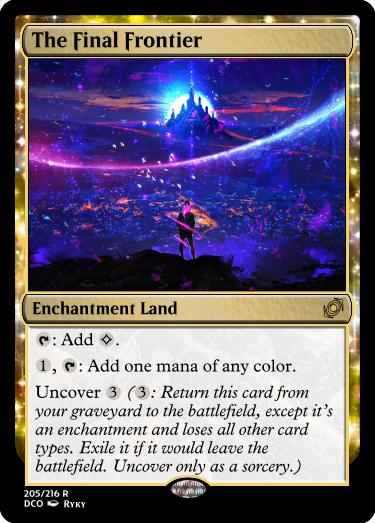 The Final Frontier
Enchantment Land
: Add .
1, : Add one mana of any color.
Uncover 3 (3: Return this card from
your graveyard to the battlefield, except it's
an enchantment and loses all other card
types. Exile it if it would leave the
battlefield. Uncover only as a sorcery.)
205/216 R
DCO Ryky